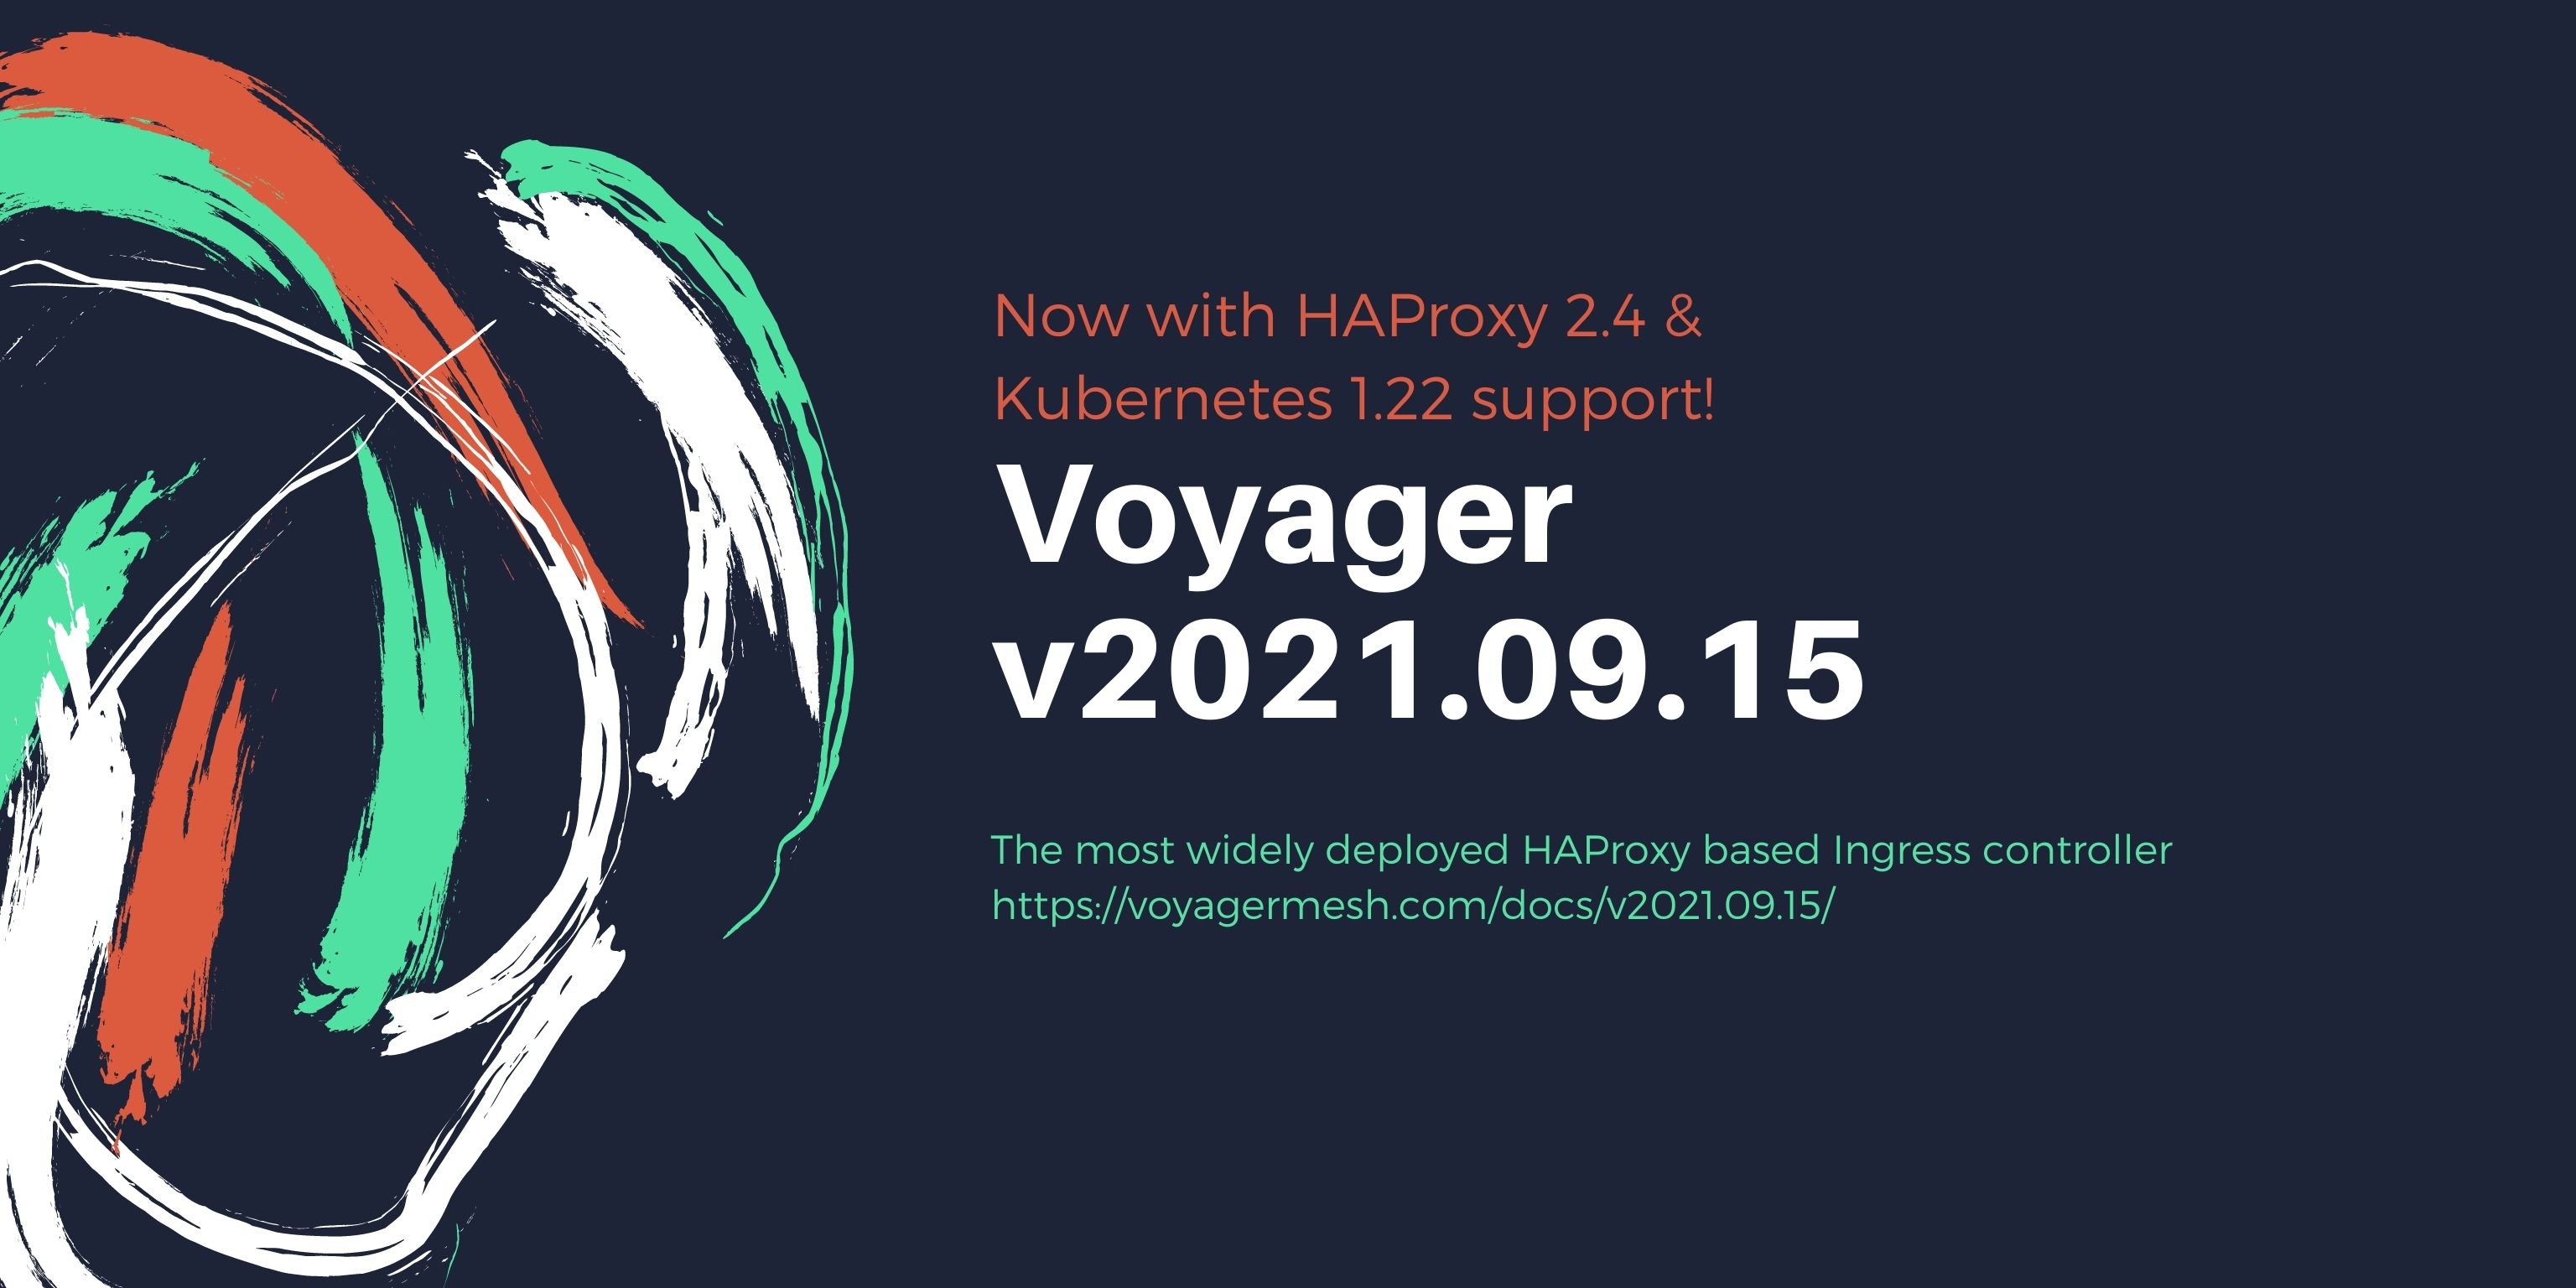 Now with HAProxy 2.4 &
Kubernetes 1.22 support!
Voyager
v2021.09.15
The most widely deployed HAProxy based Ingress controller
https://voyagermesh.com/docs/v2021.09.15/